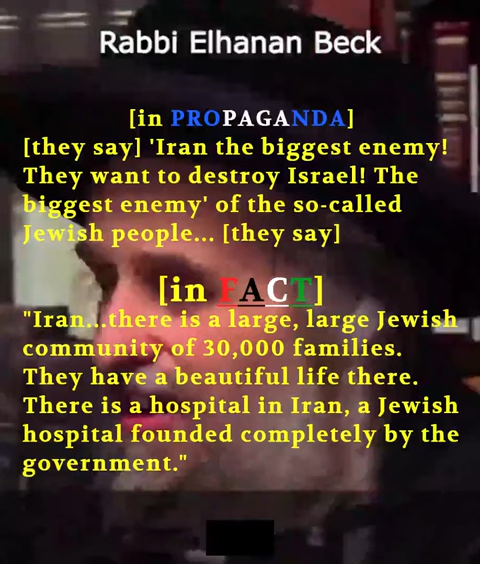 Rabbi Elhanan Beck
[in PROPAGANDA]
[they say] 'Iran the biggest enemy!
They want to destroy Israel! The
biggest enemy' of the so-called
Jewish people... [they say]
[in FACT]
"Iran...there is a large, large Jewish
community of 30,000 families.
They have a beautiful life there.
There is a hospital in Iran, a Jewish
hospital founded completely by the
government."